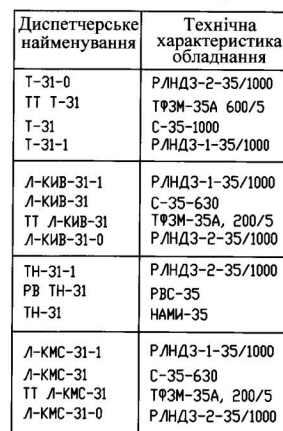 Диспетчерське Технічна
найменування характеристика
обладнання
Т-31-0 РЛНДЗ-2-35/1000
ТТ Т-31 ТФЗМ-35А 600/5
Т-31 С-35-1000
Т-31-1 РЛНДЗ-1-35/1000
Л-КИВ-31-1 РЛНДЗ-1-35/1000
Л-КИВ-31 С-35-630
ТТ Л-КИВ-31 ТФЗМ-35А, 200/5
Л-КИВ-31-0 РЛНДЗ-2-35/1000
ТН-31-1 РЛНДЗ-2-35/1000
РВ ТН-31 РВС-35
ТН-31 НАМИ-35
Л-КМС-31-1 РЛНДЗ-1-35/1000
Л-КМС-31 С-35-630
ТТ Л-КМС-31 ТФЗМ-35А, 200/5
Л-КМС-31-0 РЛНДЗ-2-35/1000